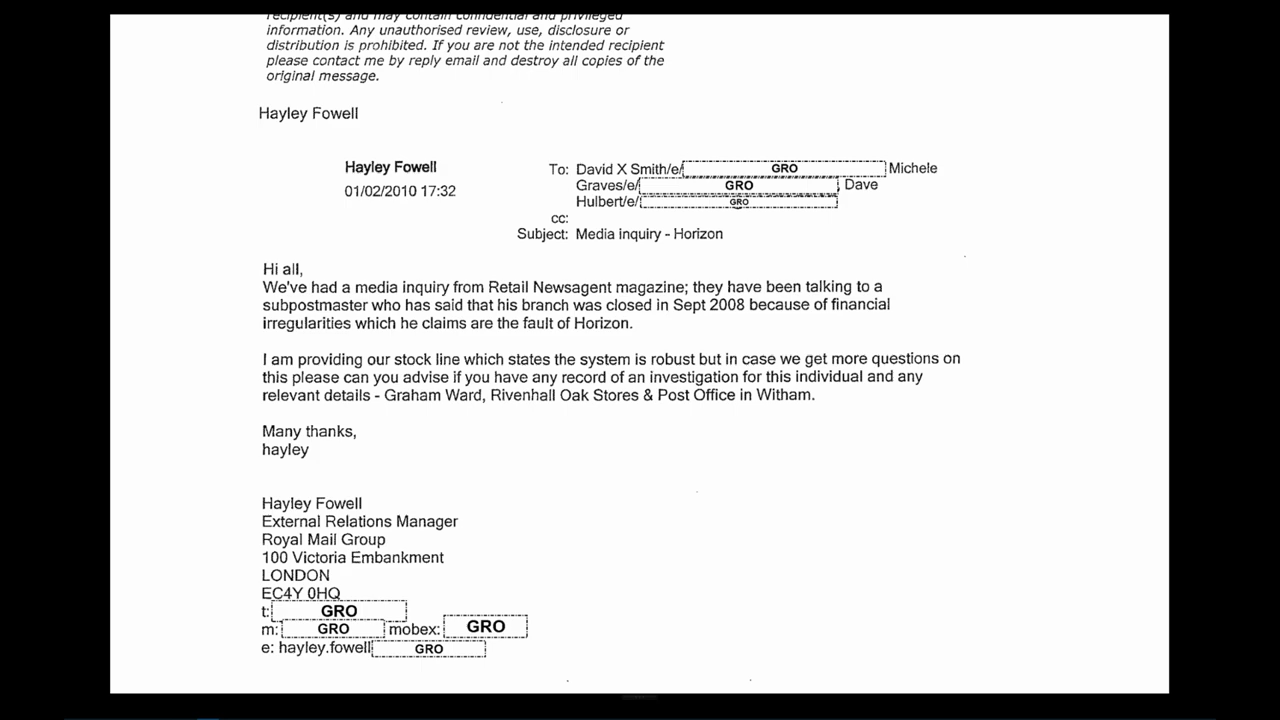 recipient(s) and may contain confidential and privileged
information. Any unauthorised review, use, disclosure or
distribution is prohibited. If you are not the intended recipient
please contact me by reply email and destroy all copies of the
original message.
Hayley Fowell
Hayley Fowell
01/02/2010 17:32
To: David X Smith/e/ GRO Michele
Graves/e/ GRO , Dave
Hulbert/e/ GRO
cc:
Subject: Media inquiry - Horizon
Hi all,
We've had a media inquiry from Retail Newsagent magazine; they have been talking to a
subpostmaster who has said that his branch was closed in Sept 2008 because of financial
irregularities which he claims are the fault of Horizon.
I am providing our stock line which states the system is robust but in case we get more questions on
this please can you advise if you have any record of an investigation for this individual and any
relevant details - Graham Ward, Rivenhall Oak Stores & Post Office in Witham.
Many thanks,
hayley
Hayley Fowell
External Relations Manager
Royal Mail Group
100 Victoria Embankment
LONDON
EC4Y 0HQ
t: GRO
m: GRO mobex: GRO
e: hayley.fowell GRO